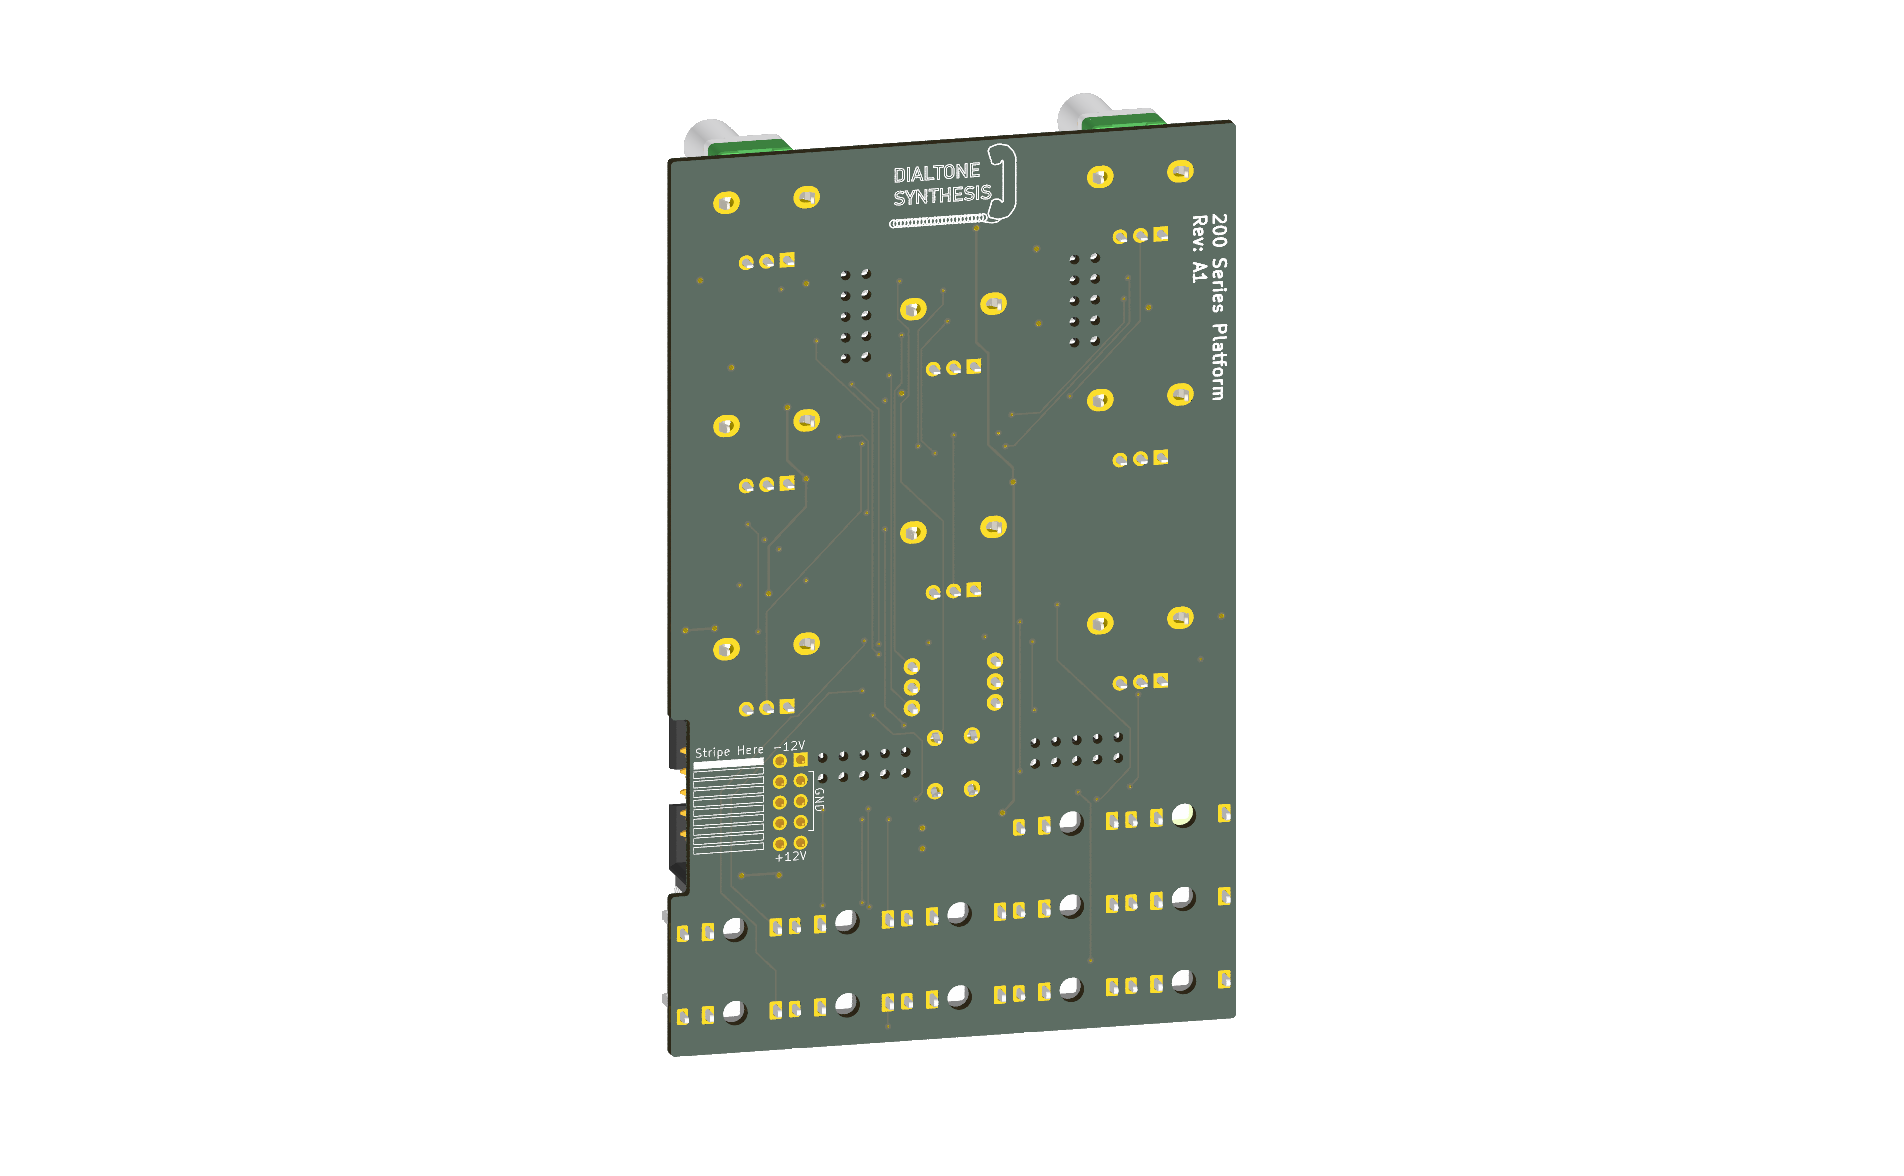 DIALTONE
SYNTHESIS
200 Series Platform
Rev: A1
Stripe Here
-12V
GND
+12V